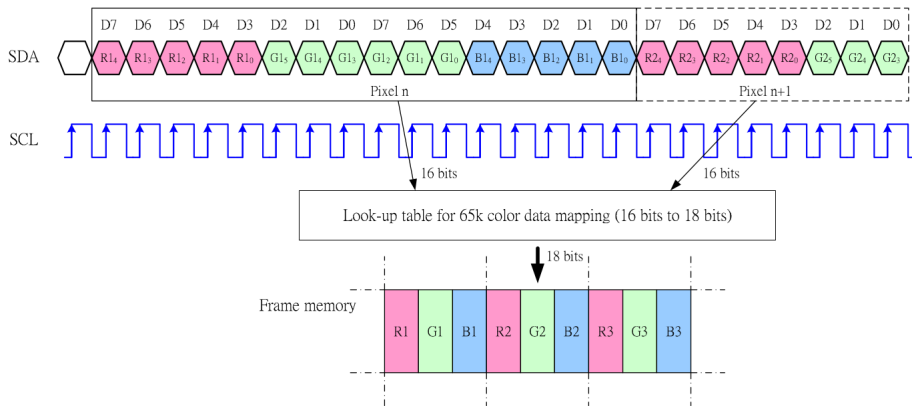 D7 D6 D5 D4 D3 D2 D1 D0 D7 D6 D5 D4 D3 D2 D1 D0 D7 D6 D5 D4 D3 D2 D1 D0
SDA R14 R13 R12 R11 R10 G15 G14 G13 G12 G11 G10 B14 B13 B12 B11 B10 R24 R23 R22 R21 R20 G25 G24 G23
Pixel n Pixel n+1
SCL
16 bits 16 bits
Look-up table for 65k color data mapping (16 bits to 18 bits)
18 bits
Frame memory
R1 G1 B1 R2 G2 B2 R3 G3 B3